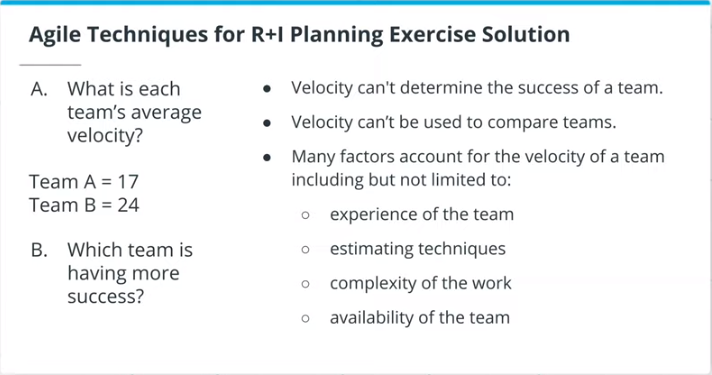 Agile Techniques for R+I Planning Exercise Solution
A. What is each
team’s average
velocity?
Team A = 17
Team B = 24
B. Which team is
having more
success?
● Velocity can't determine the success of a team.
● Velocity can’t be used to compare teams.
● Many factors account for the velocity of a team
including but not limited to:
○ experience of the team
○ estimating techniques
○ complexity of the work
○ availability of the team